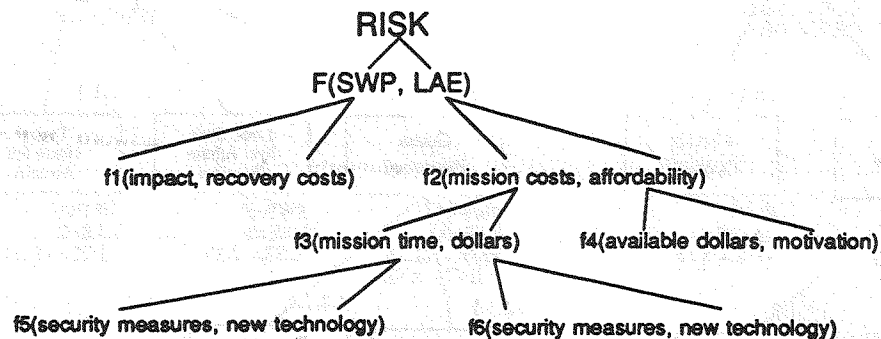 RISK
F(SWP, LAE)
f1(impact, recovery costs) f2(mission costs, affordability)
f3(mission time, dollars) f4(available dollars, motivation)
f5(security measures, new technology) f6(security measures, new technology)